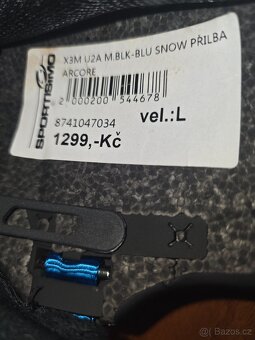 SPORTISIMO
X3M U2A M.BLK-BLU SNOW PŘILBA
ARCORE
2 000200 544678
8741047034
vel.:L
1299,-Kč
© Bazos.cz